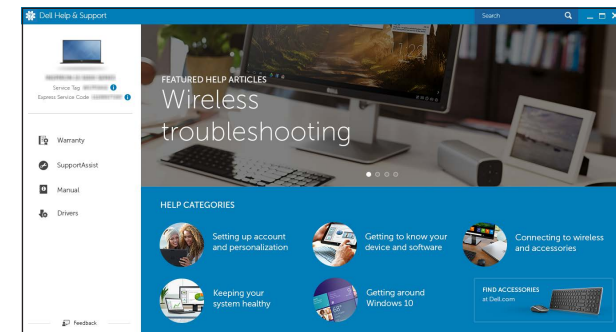 Dell Help & Support
Search
Service Tag
Express Service Code
Warranty
SupportAssist
Manual
Drivers
Feedback
FEATURED HELP ARTICLES
Wireless
troubleshooting
HELP CATEGORIES
Setting up account
and personalization
Getting to know your
device and software
Connecting to wireless
and accessories
Keeping your
system healthy
Getting around
Windows 10
FIND ACCESSORIES
at Dell.com